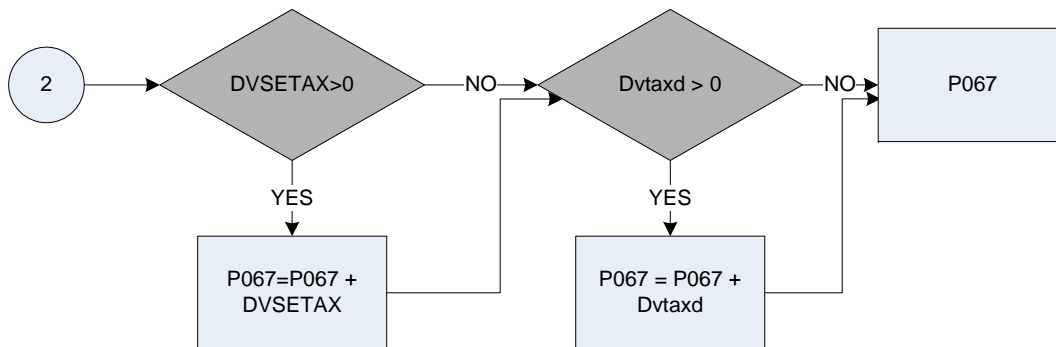 2
DVSETAX>0
NO
Dvtaxd > 0
NO
P067
YES
YES
P067=P067 +
DVSETAX
P067 = P067 +
Dvtaxd